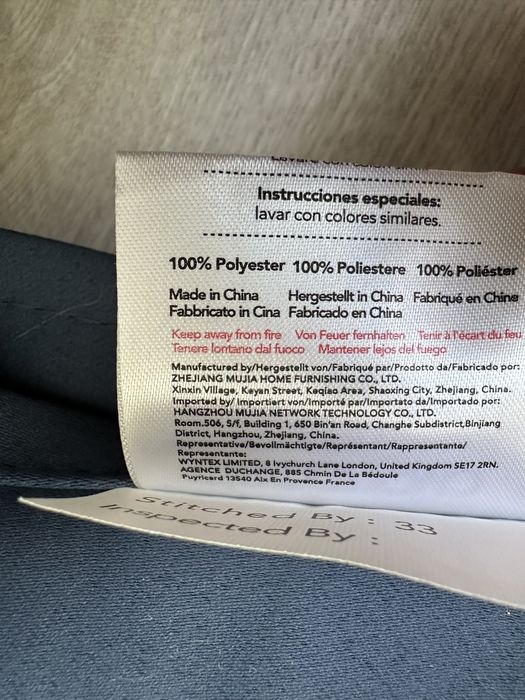 Instrucciones especiales:
lavar con colores similares.
100% Polyester 100% Poliestere 100% Poliéster
Made in China Hergestellt in China Fabriqué en Chine
Fabbricato in Cina Fabricado en China
Keep away from fire Von Feuer fernhalten Tenir à l'écart du feu
Tenere lontano dal fuoco Mantener lejos del fuego
Manufactured by/Hergestellt von/Fabriqué par/Prodotto da/Fabricado por:
ZHEJIANG MUJIA HOME FURNISHING CO., LTD.
Xinxin Village, Keyan Street, Keqiao Area, Shaoxing City, Zhejiang, China.
Imported by/ Importiert von/Importé par/Importato da/Importado por:
HANGZHOU MUJIA NETWORK TECHNOLOGY CO., LTD.
Room.506, 5/f, Building 1, 650 Bin'an Road, Changhe Subdistrict,Binjiang
District, Hangzhou, Zhejiang, China.
Representative/Bevollmächtigte/Représentant/Rappresentante/
Representante:
WYNTEX LIMITED, 8 Ivychurch Lane London, United Kingdom SE17 2RN.
AGENCE DUCHANGE, 885 Chmin De La Bédoule
Puyricard 13540 Aix En Provence France
Stitched By : 33
Inspected By :